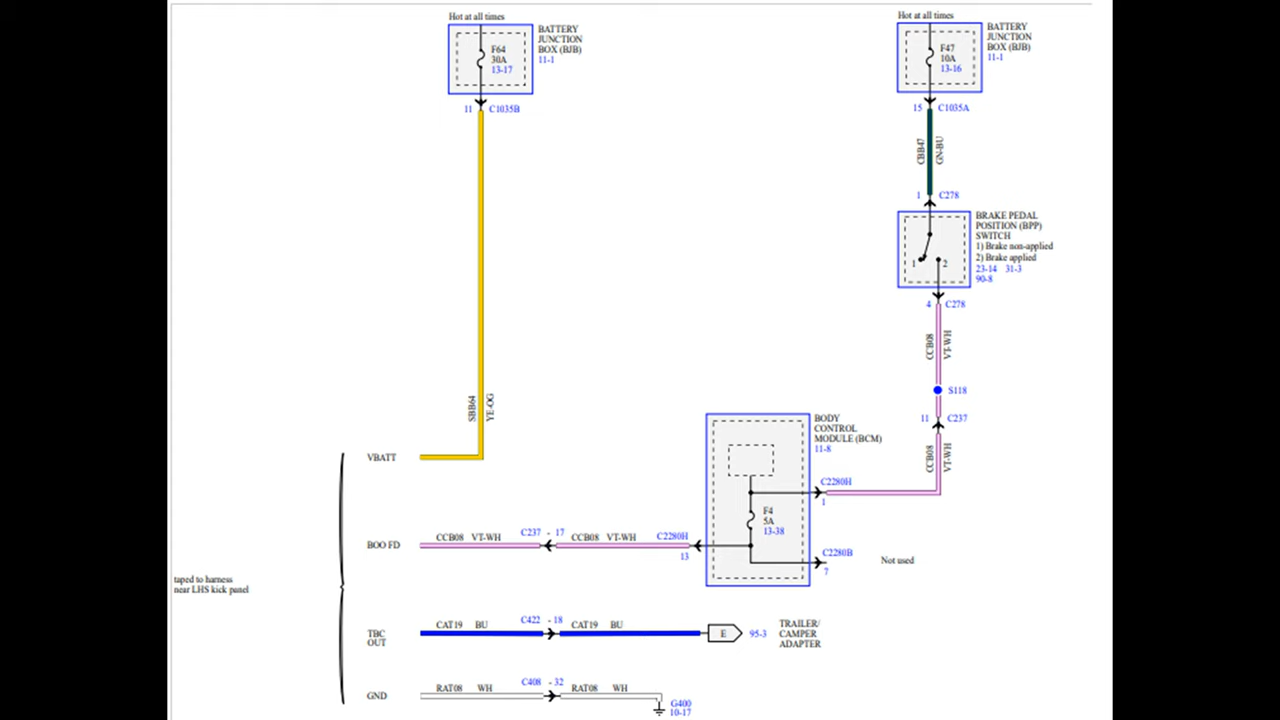 Hot at all times
F64
30A
13-17
BATTERY
JUNCTION
BOX (BJB)
11-1
11
C1035B
SBB64
YE-OG
Hot at all times
F47
10A
13-16
BATTERY
JUNCTION
BOX (BJB)
11-1
15
C1035A
CBB47
GN-BU
1
C278
BRAKE PEDAL
POSITION (BPP)
SWITCH
1) Brake non-applied
2) Brake applied
23-14 31-3
90-8
1
2
4
C278
CCB08
VT-WH
S118
11
C237
CCB08
VT-WH
BODY
CONTROL
MODULE (BCM)
11-8
C2280H
1
F4
5A
13-38
C2280B
7
Not used
VBATT
BOO FD
CCB08 VT-WH
C237 - 17
CCB08 VT-WH
C2280H
13
taped to harness
near LHS kick panel
TBC
OUT
CAT19 BU
C422 - 18
CAT19 BU
E
95-3
TRAILER/
CAMPER
ADAPTER
GND
RAT08 WH
C408 - 32
RAT08 WH
G400
10-17